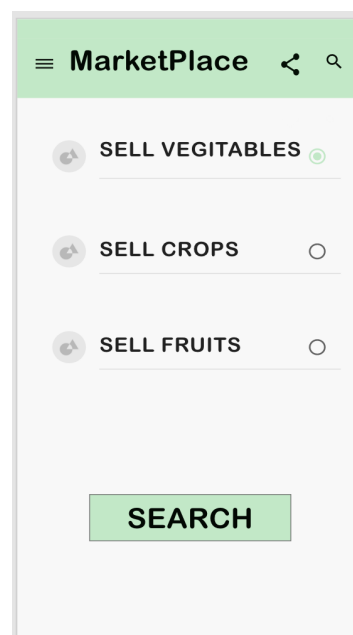 MarketPlace
SELL VEGITABLES
SELL CROPS
SELL FRUITS
SEARCH